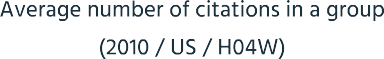 Average number of citations in a group
(2010 / US / H04W)